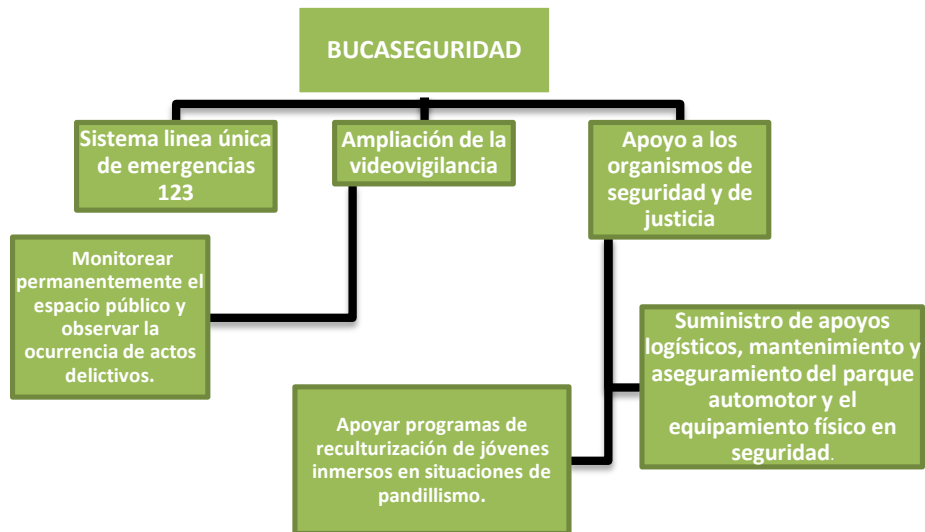 BUCASEGURIDAD
Sistema linea única
de emergencias
123
Ampliación de la
videovigilancia
Apoyo a los
organismos de
seguridad y de
justicia
Monitorear
permanentemente el
espacio público y
observar la
ocurrencia de actos
delictivos.
Suministro de apoyos
logísticos, mantenimiento y
aseguramiento del parque
automotor y el
equipamiento físico en
seguridad.
Apoyar programas de
reculturización de jóvenes
inmersos en situaciones de
pandillismo.